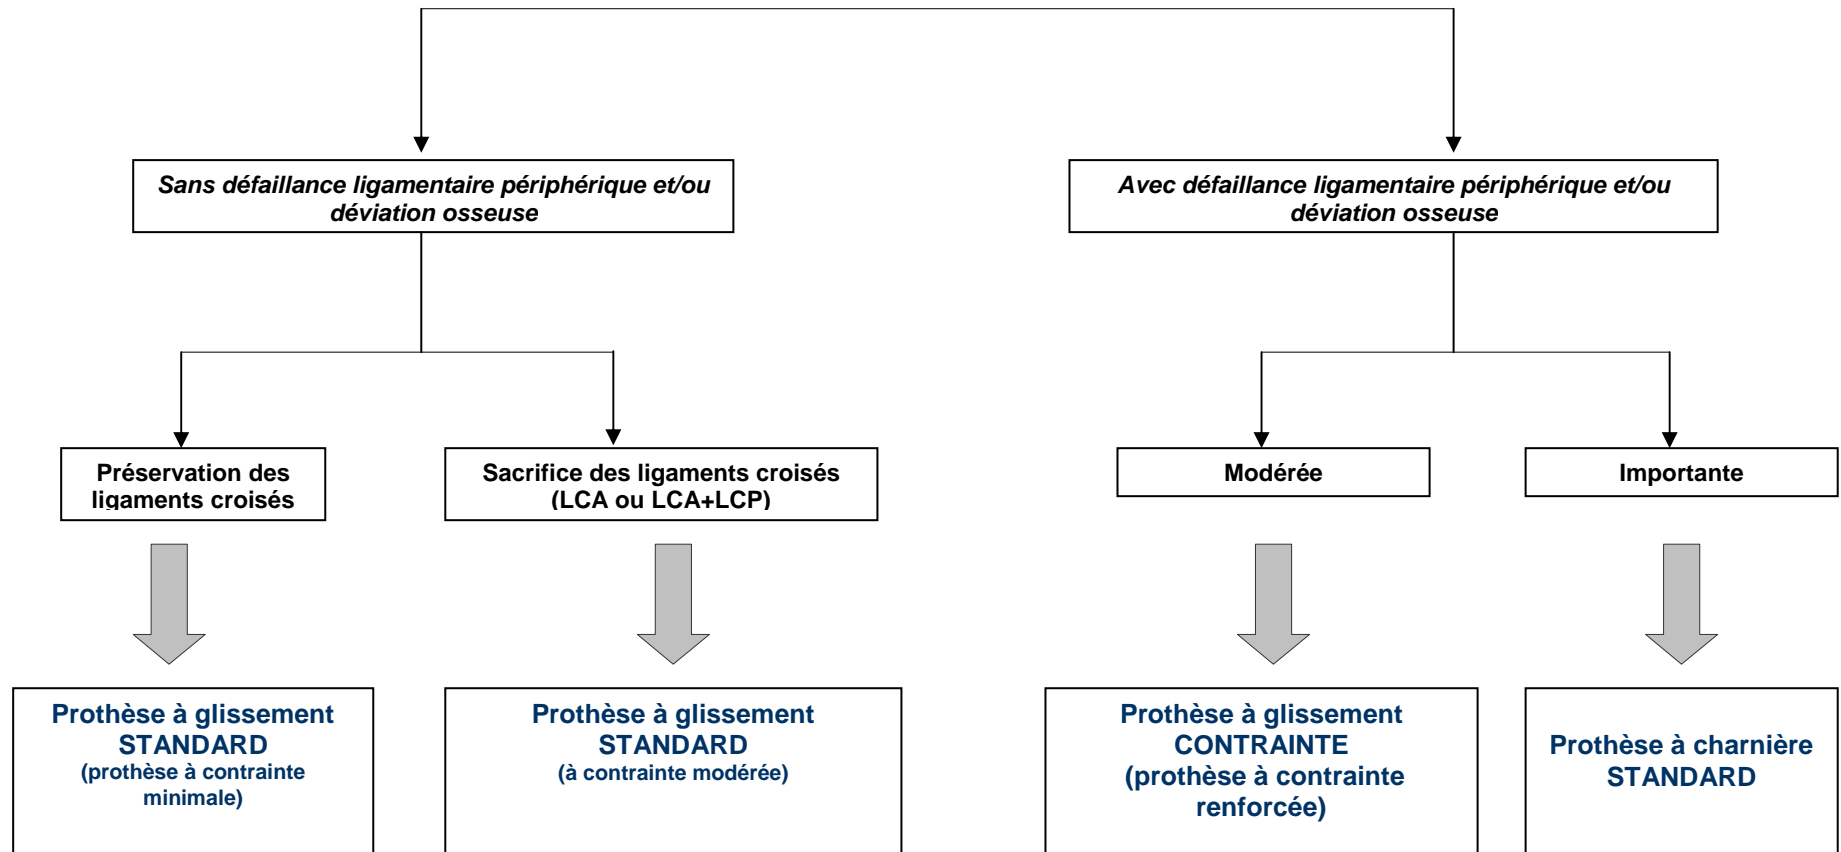 Sans défaillance ligamentaire périphérique et/ou
déviation osseuse
Avec défaillance ligamentaire périphérique et/ou
déviation osseuse
Préservation des
ligaments croisés
Sacrifice des ligaments croisés
(LCA ou LCA+LCP)
Modérée
Importante
Prothèse à glissement
STANDARD
(prothèse à contrainte
minimale)
Prothèse à glissement
STANDARD
(à contrainte modérée)
Prothèse à glissement
CONTRAINTE
(prothèse à contrainte
renforcée)
Prothèse à charnière
STANDARD